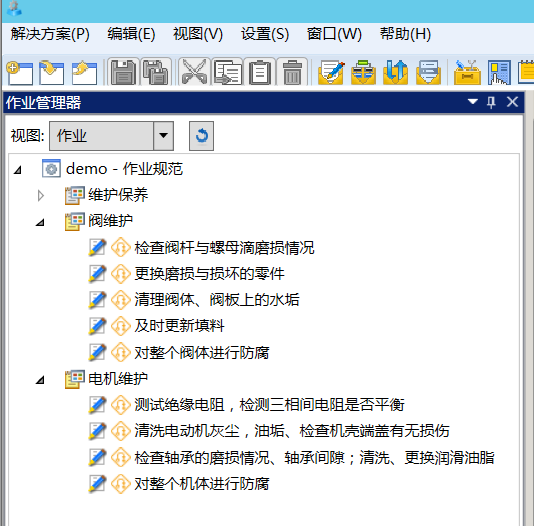 解决方案(P) 编辑(E) 视图(V) 设置(S) 窗口(W) 帮助(H)
作业管理器
视图: 作业
demo - 作业规范
维护保养
阀维护
检查阀杆与螺母滴磨损情况
更换磨损与损坏的零件
清理阀体、阀板上的水垢
及时更新填料
对整个阀体进行防腐
电机维护
测试绝缘电阻，检测三相间电阻是否平衡
清洗电动机灰尘，油垢、检查机壳端盖有无损伤
检查轴承的磨损情况、轴承间隙；清洗、更换润滑油脂
对整个机体进行防腐